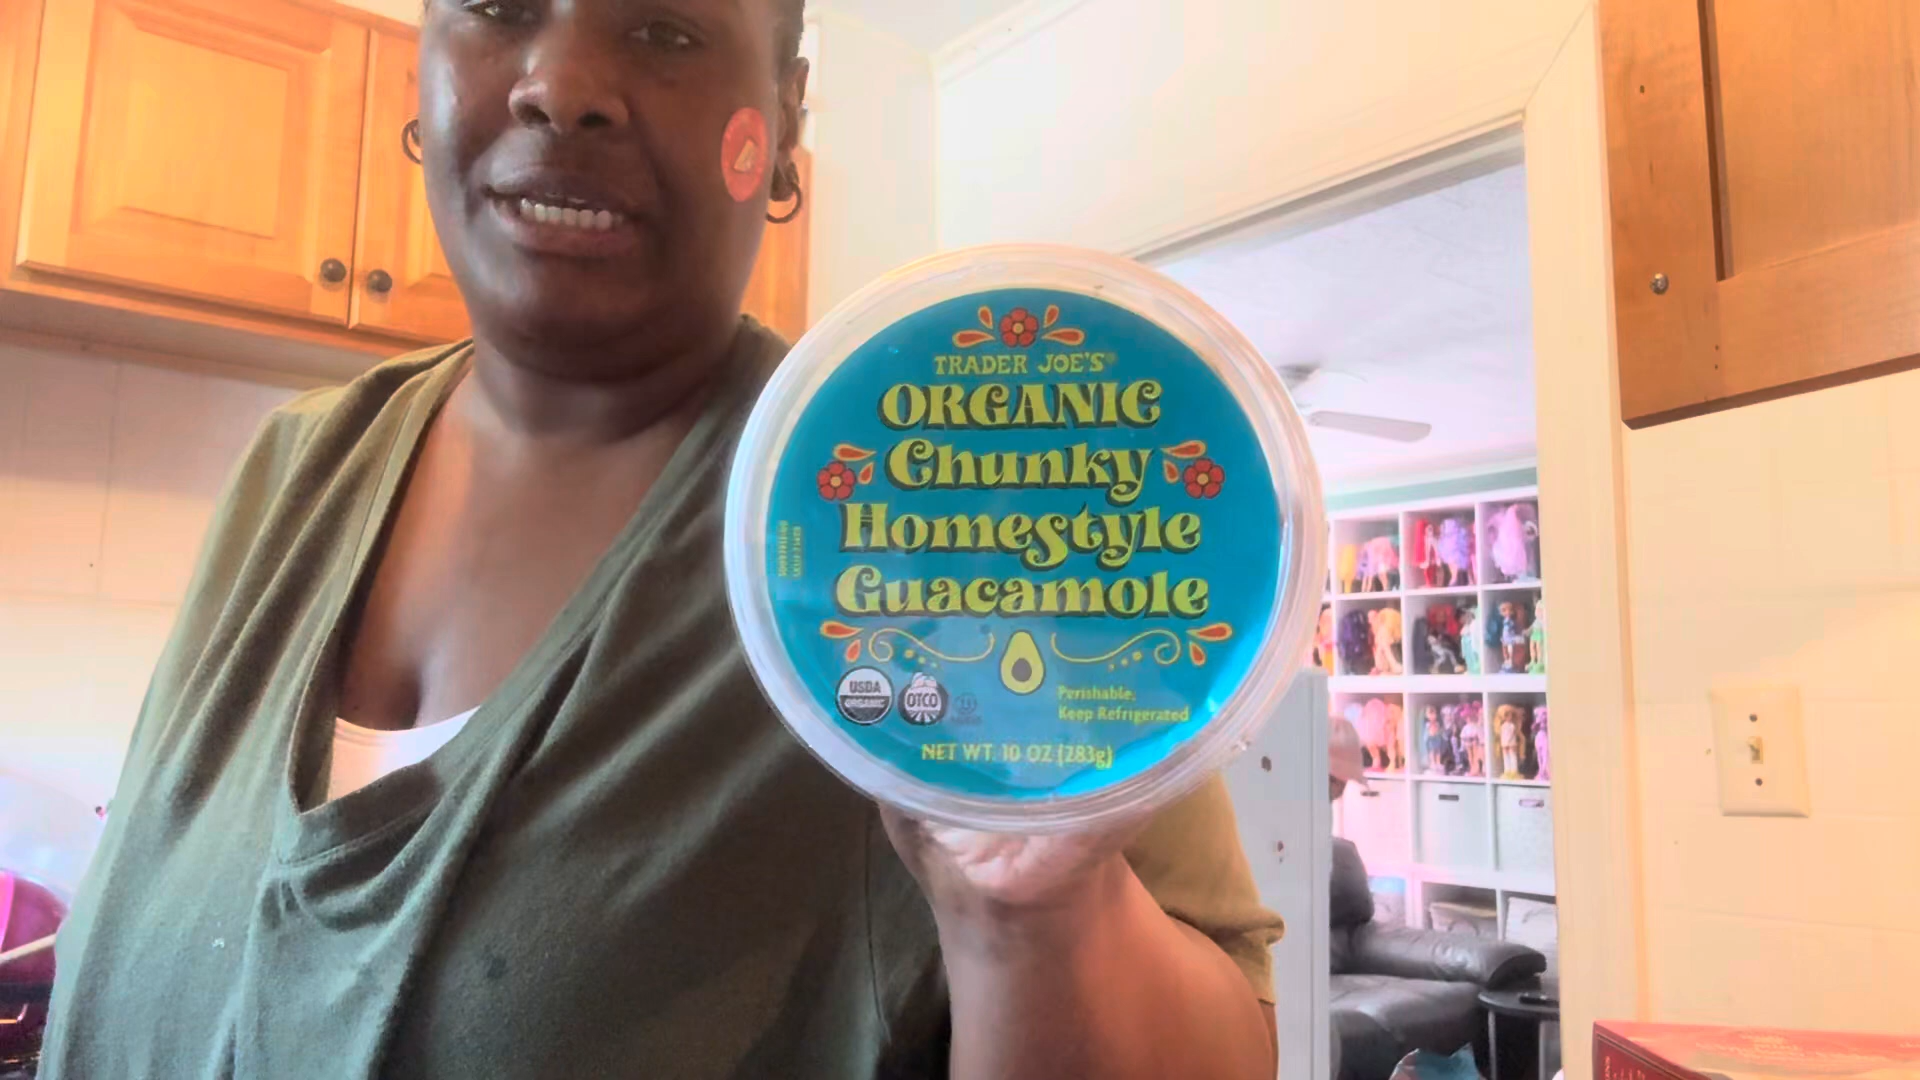 TRADER JOE'S®
ORGANIC
Chunky
Homestyle
Guacamole
USDA
ORGANIC
OTCO
Perishable,
Keep Refrigerated
NET WT. 10 OZ (283g)